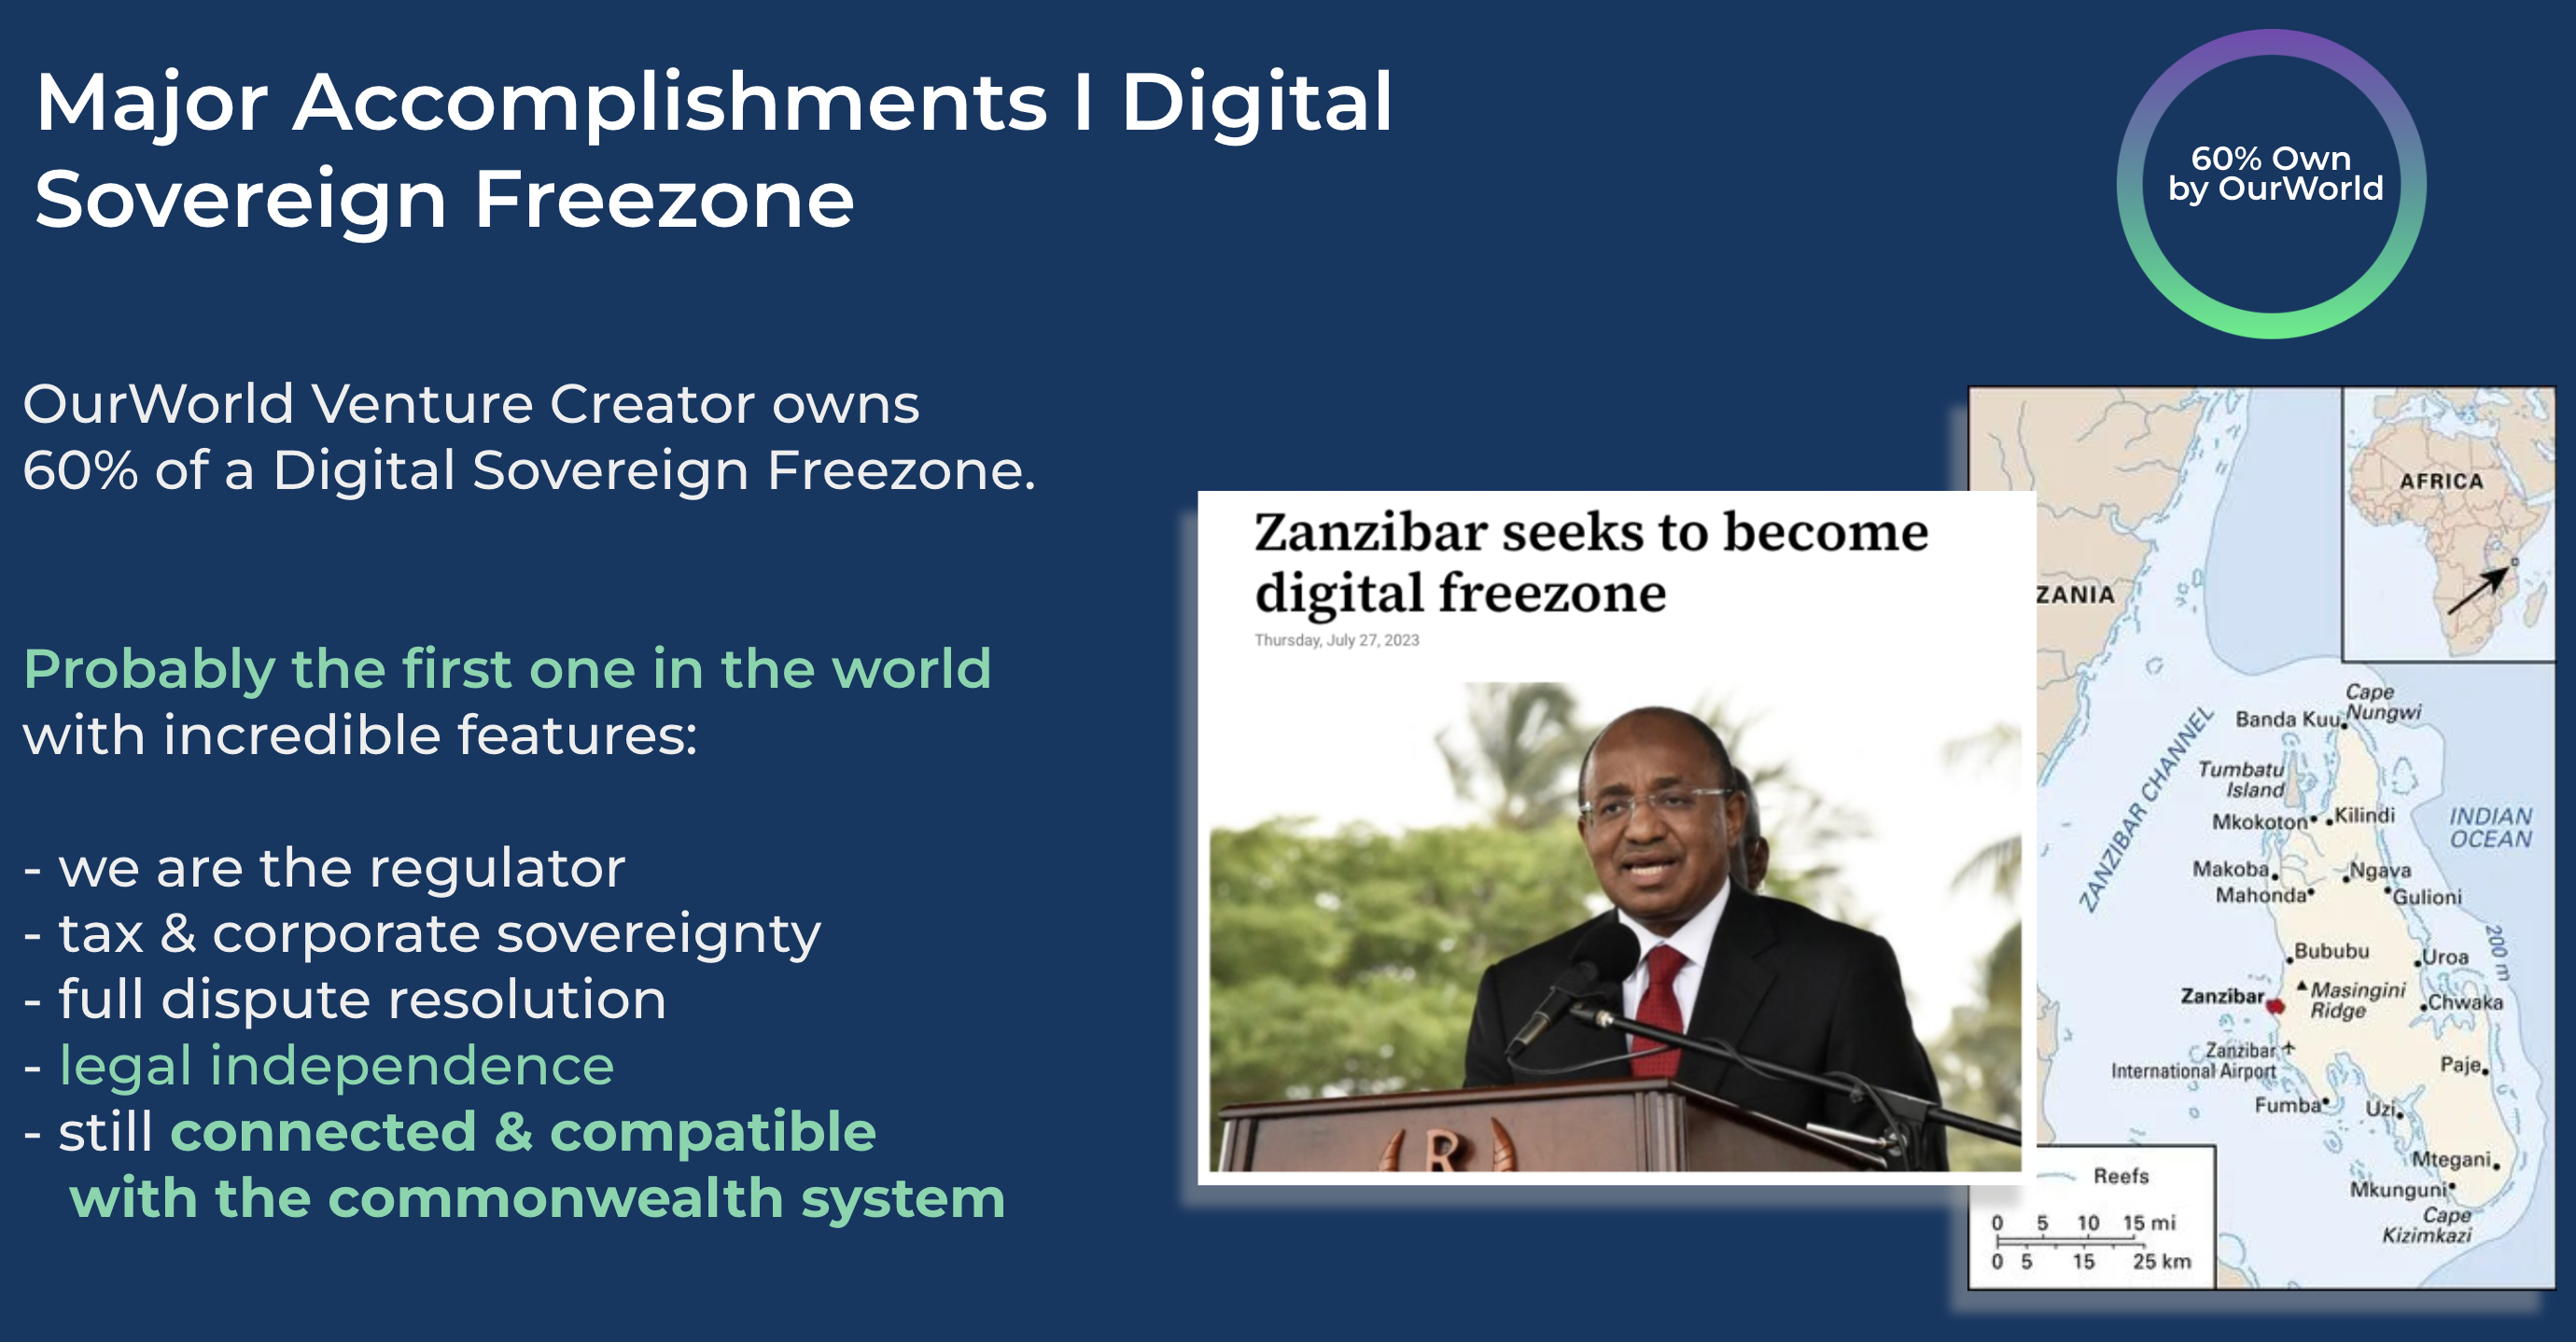 Major Accomplishments I Digital
Sovereign Freezone
60% Own
by OurWorld
OurWorld Venture Creator owns
60% of a Digital Sovereign Freezone.
Probably the first one in the world
with incredible features:
- we are the regulator
- tax & corporate sovereignty
- full dispute resolution
- legal independence
- still connected & compatible
with the commonwealth system
Zanzibar seeks to become
digital freezone
Thursday, July 27, 2023
R
ZANIA
AFRICA
Cape
Nungwi
Banda Kuu
ZANZIBAR CHANNEL
Tumbatu
Island
Mkokoton
Kilindi
INDIAN
OCEAN
Makoba
Ngava
Mahonda
Gulioni
200 m
Bububu
Uroa
Zanzibar
Masingini
Ridge
Chwaka
Zanzibar
International Airport
Paje
Fumba
Uzi
Mtegani
Mkunguni
Cape
Kizimkazi
Reefs
0 5 10 15 mi
0 5 15 25 km